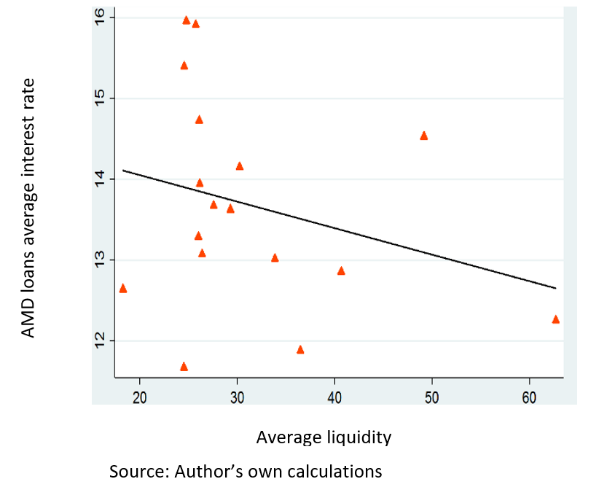 16
15
14
13
12
AMD loans average interest rate
20 30 40 50 60
Average liquidity
Source: Author's own calculations